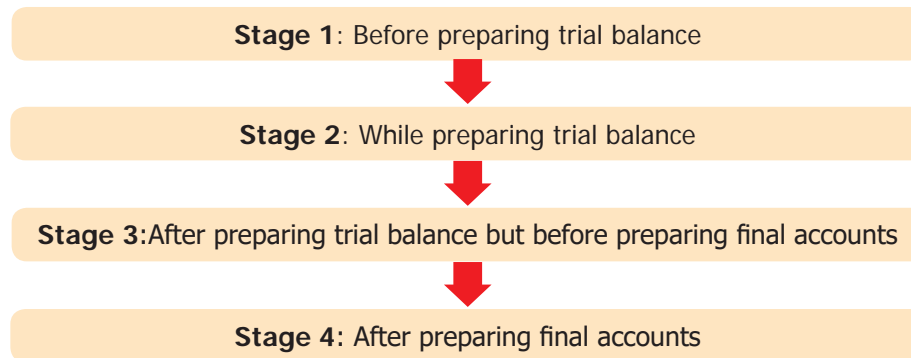 Stage 1: Before preparing trial balance
Stage 2: While preparing trial balance
Stage 3:After preparing trial balance but before preparing final accounts
Stage 4: After preparing final accounts